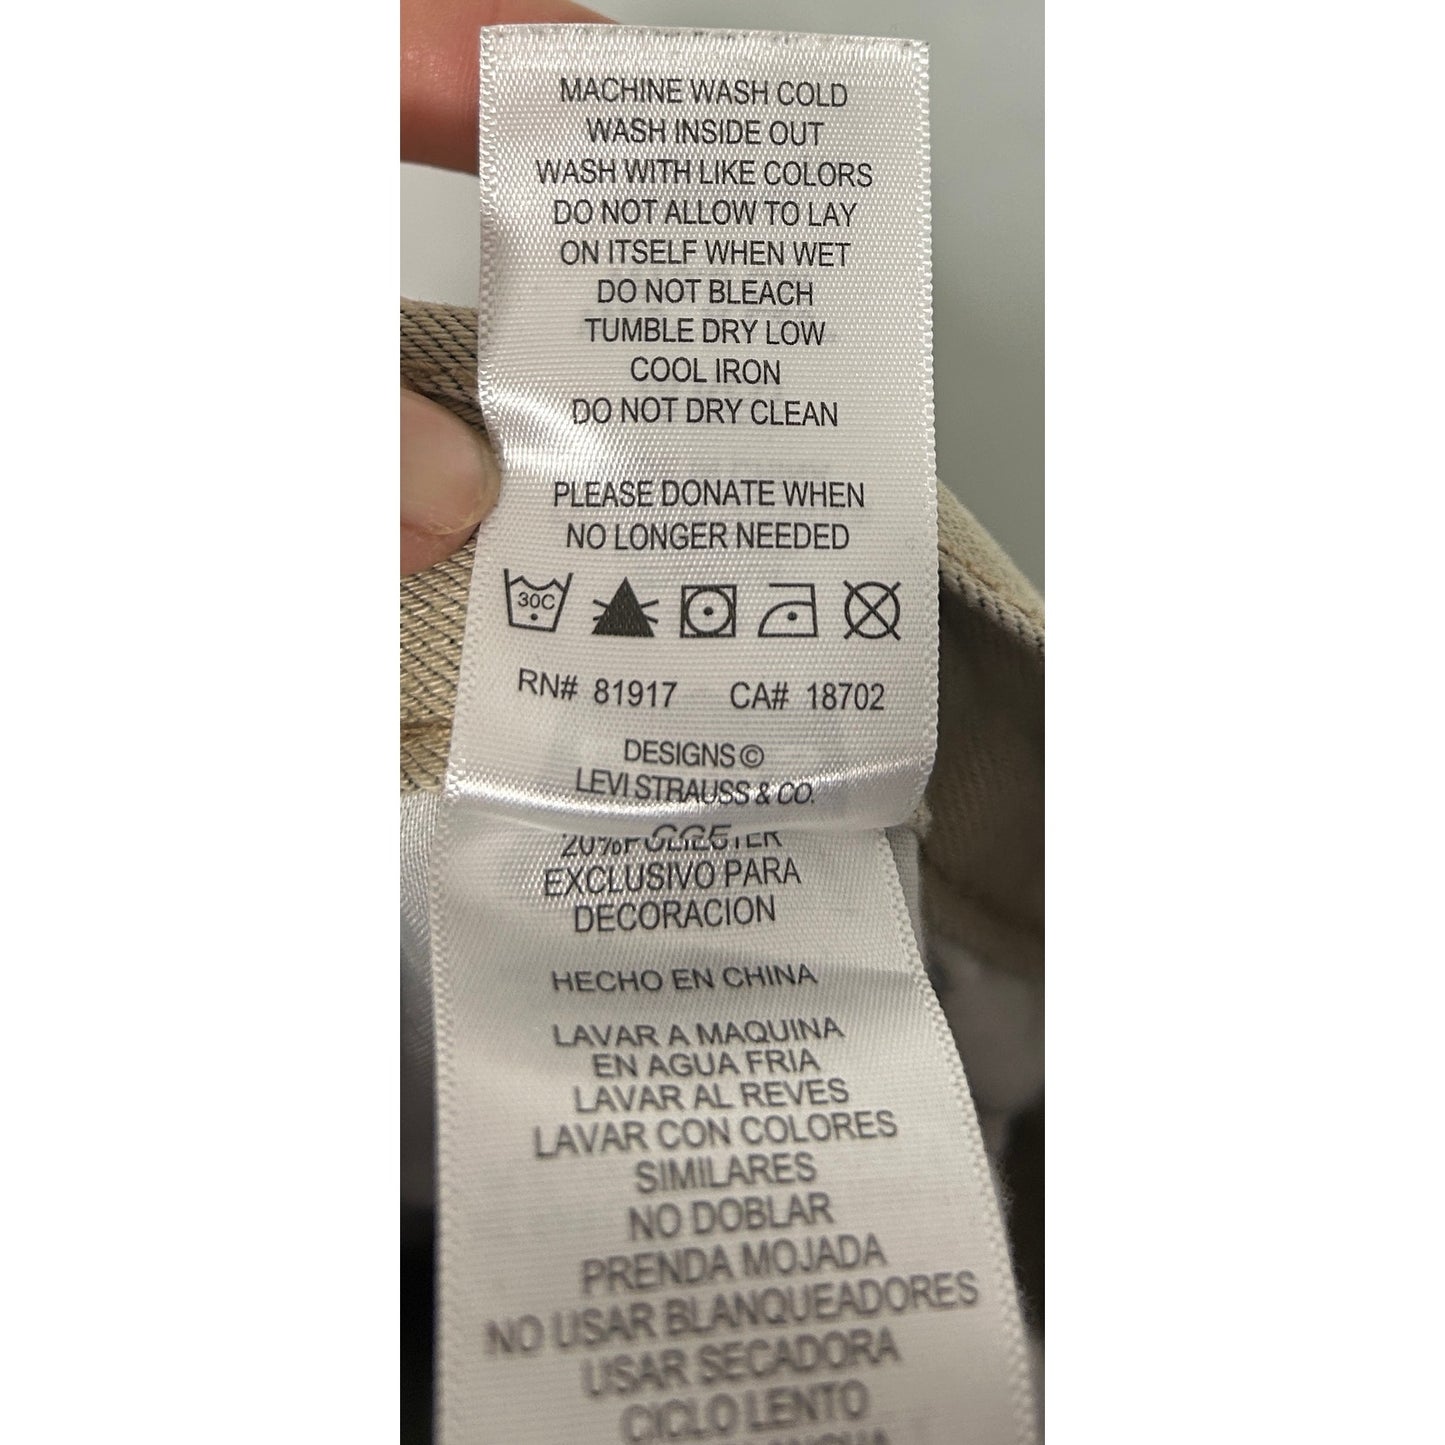 MACHINE WASH COLD
WASH INSIDE OUT
WASH WITH LIKE COLORS
DO NOT ALLOW TO LAY
ON ITSELF WHEN WET
DO NOT BLEACH
TUMBLE DRY LOW
COOL IRON
DO NOT DRY CLEAN
PLEASE DONATE WHEN
NO LONGER NEEDED
30C
RN# 81917 CA# 18702
DESIGNS ©
LEVI STRAUSS & CO.
20%
EXCLUSIVO PARA
DECORACION
HECHO EN CHINA
LAVAR A MAQUINA
EN AGUA FRIA
LAVAR AL REVES
LAVAR CON COLORES
SIMILARES
NO DOBLAR
PRENDA MOJADA
NO USAR BLANQUEADORES
USAR SECADORA
CICLO LENTO